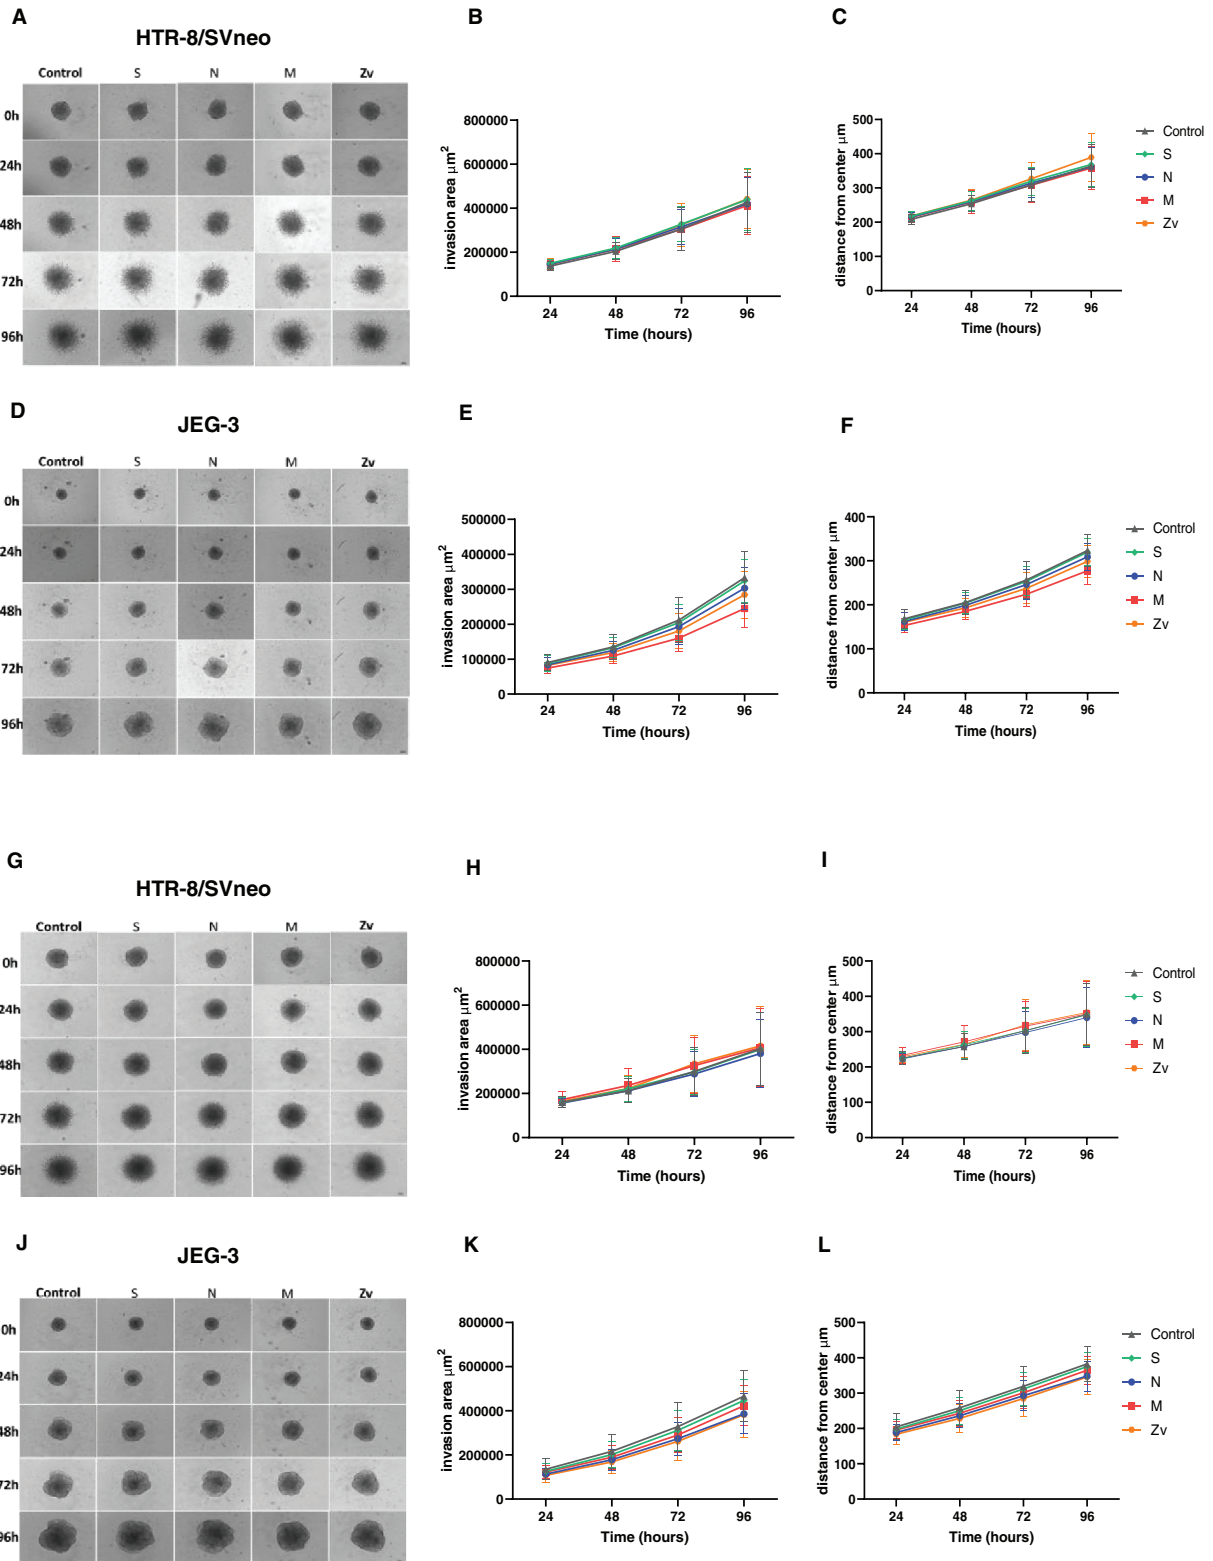 A
HTR-8/SVneo
Control S N M Zv
0h
24h
48h
72h
96h
B
800000
600000
400000
200000
0
invasion area μm²
24 48 72 96
Time (hours)
C
500
400
300
200
100
0
distance from center μm
24 48 72 96
Time (hours)
Control
S
N
M
Zv
D
JEG-3
Control S N M Zv
0h
24h
48h
72h
96h
E
500000
400000
300000
200000
100000
0
invasion area μm²
24 48 72 96
Time (hours)
F
400
300
200
100
0
distance from center μm
24 48 72 96
Time (hours)
Control
S
N
M
Zv
G
HTR-8/SVneo
Control S N M Zv
0h
24h
48h
72h
96h
H
800000
600000
400000
200000
0
invasion area μm²
24 48 72 96
Time (hours)
I
500
400
300
200
100
0
distance from center μm
24 48 72 96
Time (hours)
Control
S
N
M
Zv
J
JEG-3
Control S N M Zv
0h
24h
48h
72h
96h
K
800000
600000
400000
200000
0
invasion area μm²
24 48 72 96
Time (hours)
L
500
400
300
200
100
0
distance from center μm
24 48 72 96
Time (hours)
Control
S
N
M
Zv